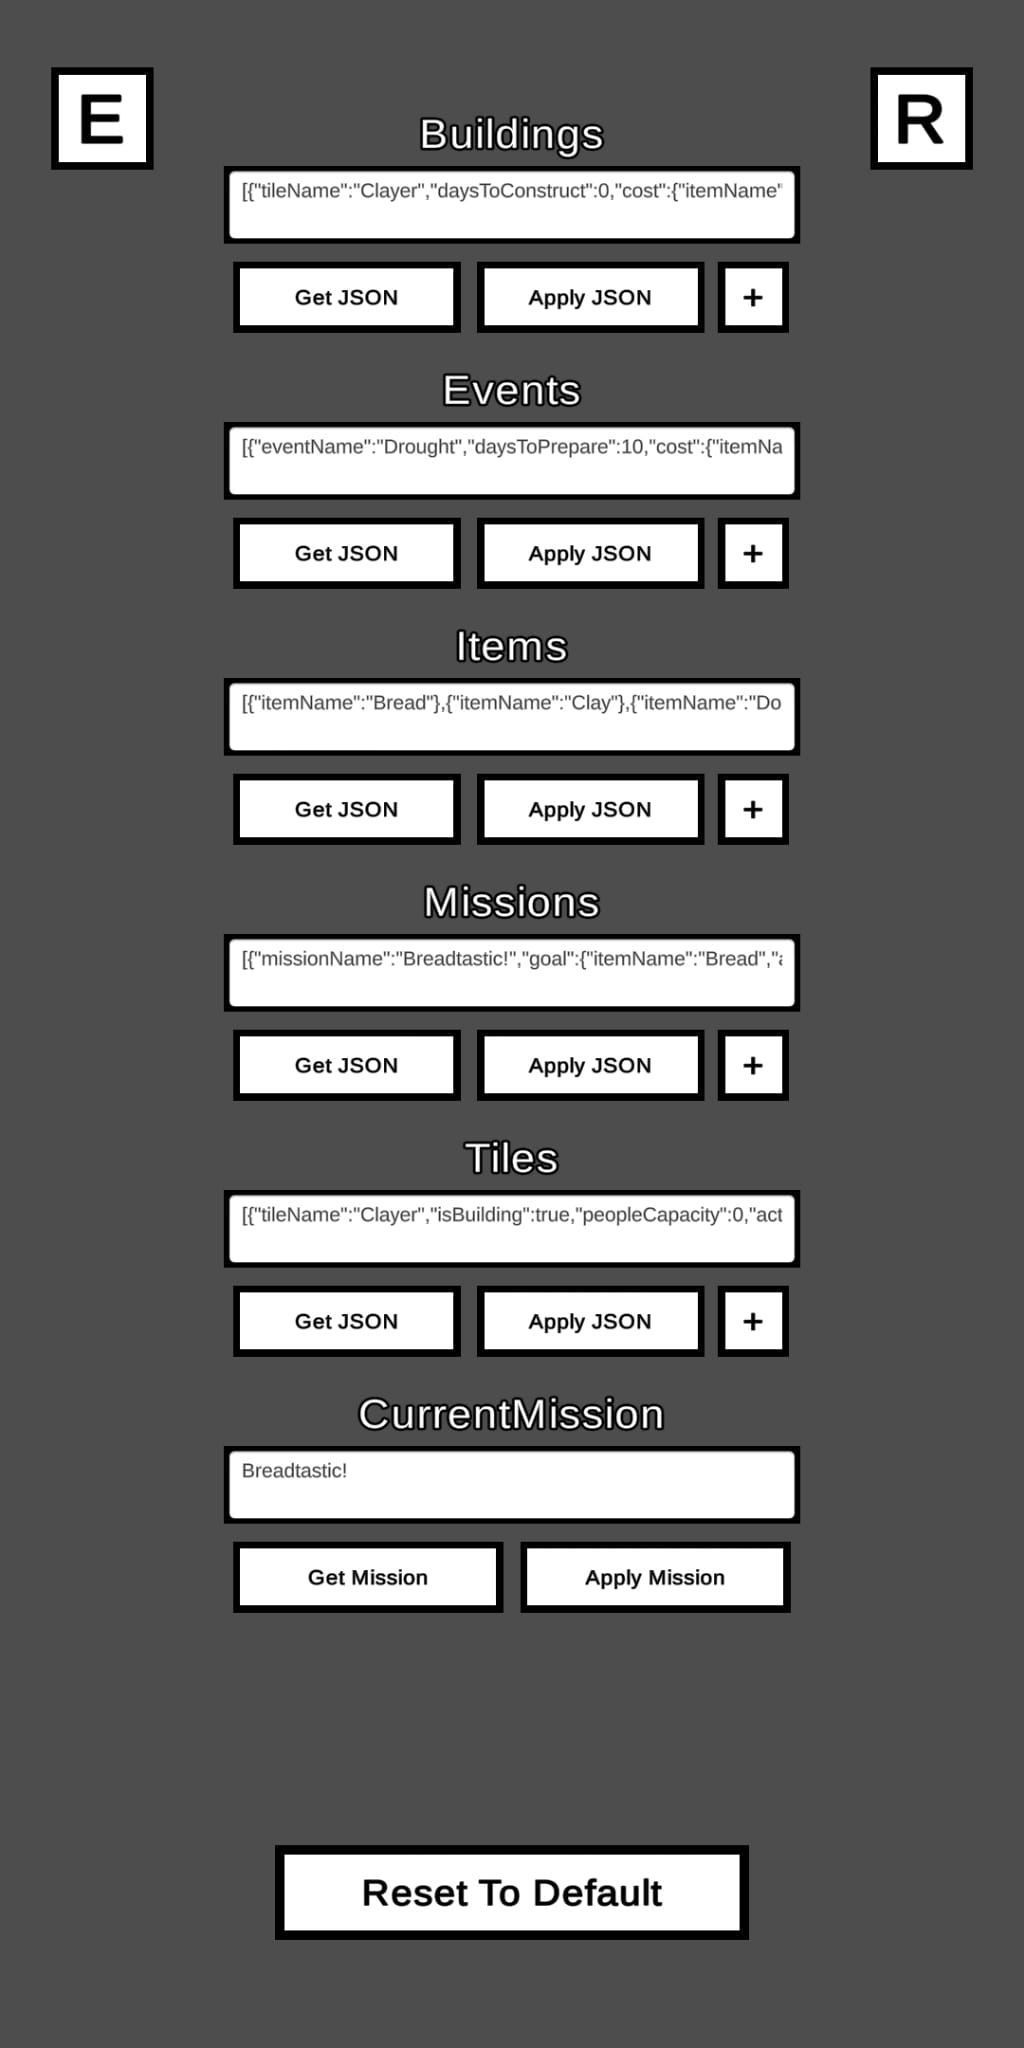 E
R
Buildings
[{"tileName":"Clayer","daysToConstruct":0,"cost":{"itemName"
Get JSON
Apply JSON
+
Events
[{"eventName":"Drought","daysToPrepare":10,"cost":{"itemNa
Get JSON
Apply JSON
+
Items
[{"itemName":"Bread"},{"itemName":"Clay"},{"itemName":"Do
Get JSON
Apply JSON
+
Missions
[{"missionName":"Breadtastic!","goal":{"itemName":"Bread","a
Get JSON
Apply JSON
+
Tiles
[{"tileName":"Clayer","isBuilding":true,"peopleCapacity":0,"act
Get JSON
Apply JSON
+
CurrentMission
Breadtastic!
Get Mission
Apply Mission
Reset To Default